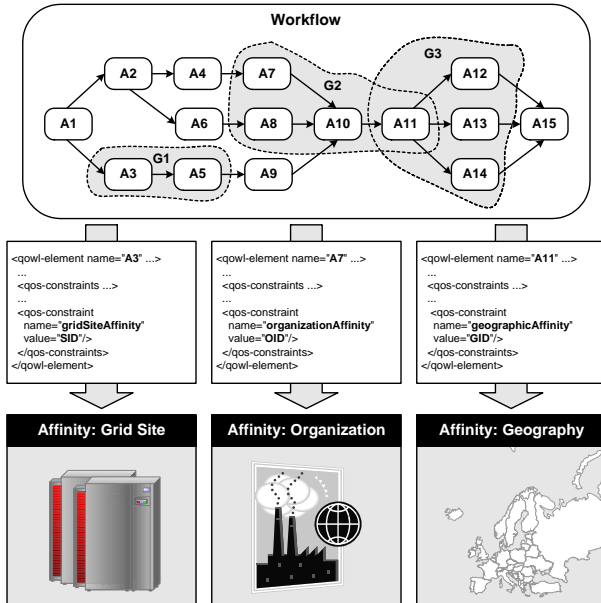 Workflow
G3
A2
A4
A7
A12
G2
A1
A6
A8
A10
A11
A13
A15
G1
A3
A5
A9
A14
<qowl-element name="A3" ...>
...
<qos-constraints ...>
...
<qos-constraint
name="gridSiteAffinity"
value="SID"/>
</qos-constraints>
</qowl-element>
<qowl-element name="A7" ...>
...
<qos-constraints ...>
...
<qos-constraint
name="organizationAffinity"
value="OID"/>
</qos-constraints>
</qowl-element>
<qowl-element name="A11" ...>
...
<qos-constraints ...>
...
<qos-constraint
name="geographicAffinity"
value="GID"/>
</qos-constraints>
</qowl-element>
Affinity: Grid Site
Affinity: Organization
Affinity: Geography